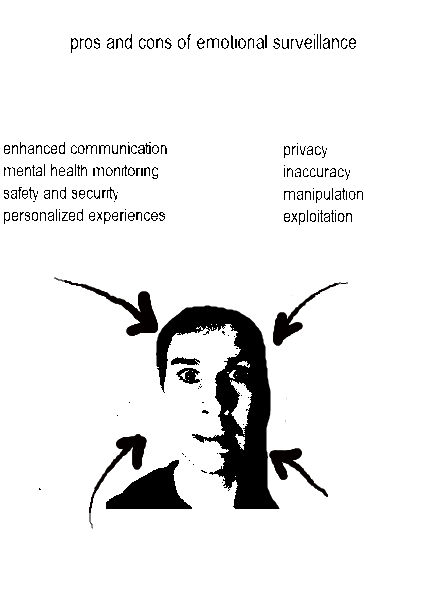 pros and cons of emotional surveillance
enhanced communication
mental health monitoring
safety and security
personalized experiences
privacy
inaccuracy
manipulation
exploitation